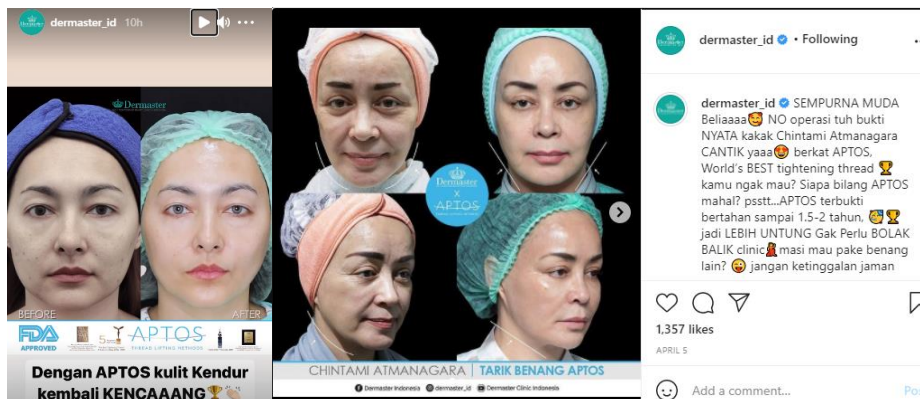 dermaster_id 10h
Dermaster
BEFORE
AFTER
FDA
APPROVED
APTOS
THREAD LIFTING METHODS
Dengan APTOS kulit Kendur
kembali KENCAAANG
Dermaster
X
APTOS
CHINTAMI ATMANAGARA | TARIK BENANG APTOS
Dermaster Indonesia dermaster_id Dermaster Clinic Indonesia
dermaster_id • Following
dermaster_id SEMPURNA MUDA
Beliaaaa NO operasi tuh bukti
NYATA kakak Chintami Atmanagara
CANTIK yaaa berkat APTOS,
World's BEST tightening thread
kamu ngak mau? Siapa bilang APTOS
mahal? psstt...APTOS terbukti
bertahan sampai 1.5-2 tahun,
jadi LEBIH UNTUNG Gak Perlu BOLAK
BALIK clinic masi mau pake benang
lain? jangan ketinggalan jaman
1,357 likes
APRIL 5
Add a comment...